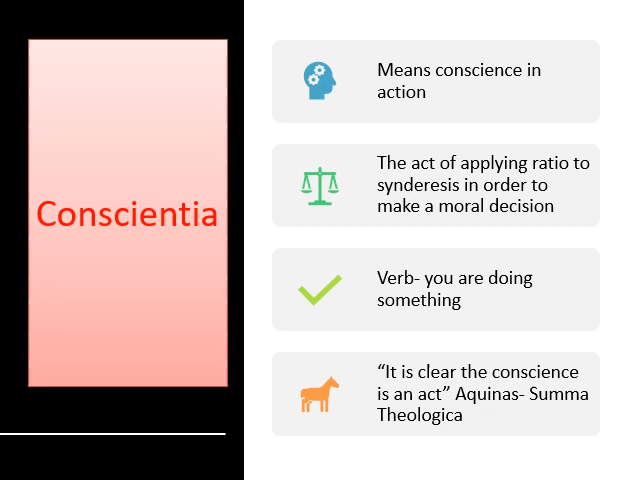 Conscientia
Means conscience in
action
The act of applying ratio to
synderesis in order to
make a moral decision
Verb- you are doing
something
“It is clear the conscience
is an act” Aquinas- Summa
Theologica